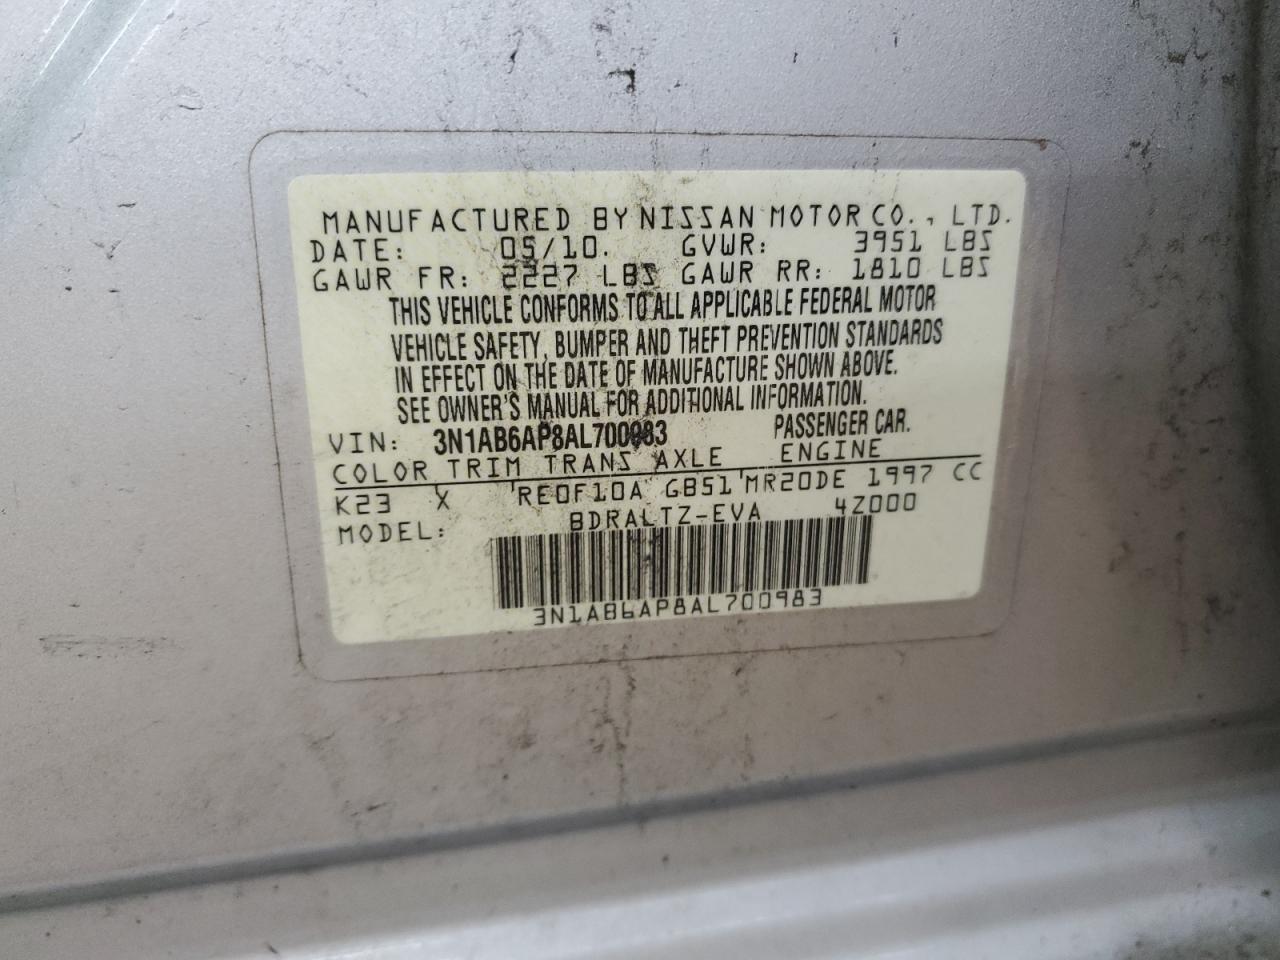 MANUFACTURED BY NISSAN MOTOR CO., LTD.
DATE: 05/10. GVWR: 3951 LBS
GAWR FR: 2227 LBS GAWR RR: 1810 LBS
THIS VEHICLE CONFORMS TO ALL APPLICABLE FEDERAL MOTOR
VEHICLE SAFETY, BUMPER AND THEFT PREVENTION STANDARDS
IN EFFECT ON THE DATE OF MANUFACTURE SHOWN ABOVE.
SEE OWNER'S MANUAL FOR ADDITIONAL INFORMATION.
VIN: 3N1AB6AP8AL700983 PASSENGER CAR.
COLOR TRIM TRANS AXLE ENGINE
K23 X RE0F10A GB51 MR20DE 1997 CC
MODEL: BDRALTZ-EVA 4Z000
3N1AB6AP8AL700983